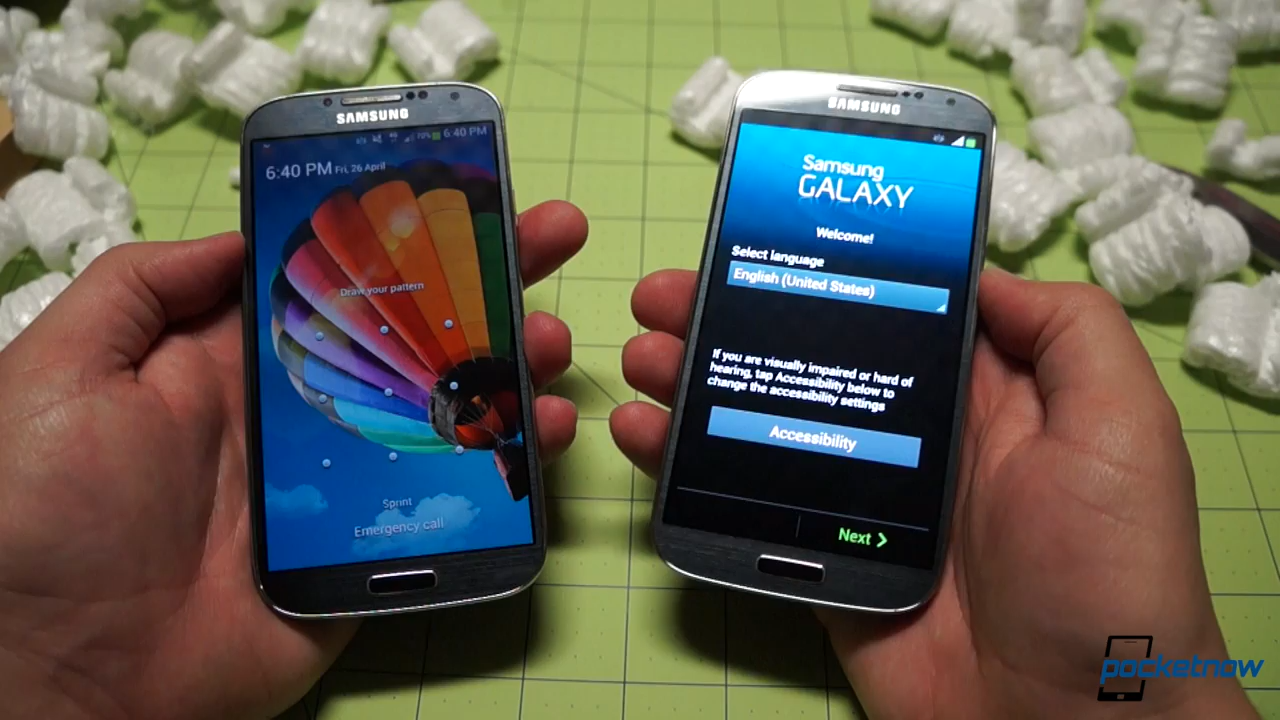 SAMSUNG
70% 6:40 PM
6:40 PM Fri, 26 April
Draw your pattern
Sprint
Emergency call
SAMSUNG
Samsung
GALAXY
Welcome!
Select language
English (United States)
If you are visually impaired or hard of
hearing, tap Accessibility below to
change the accessibility settings
Accessibility
Next
pocketnow